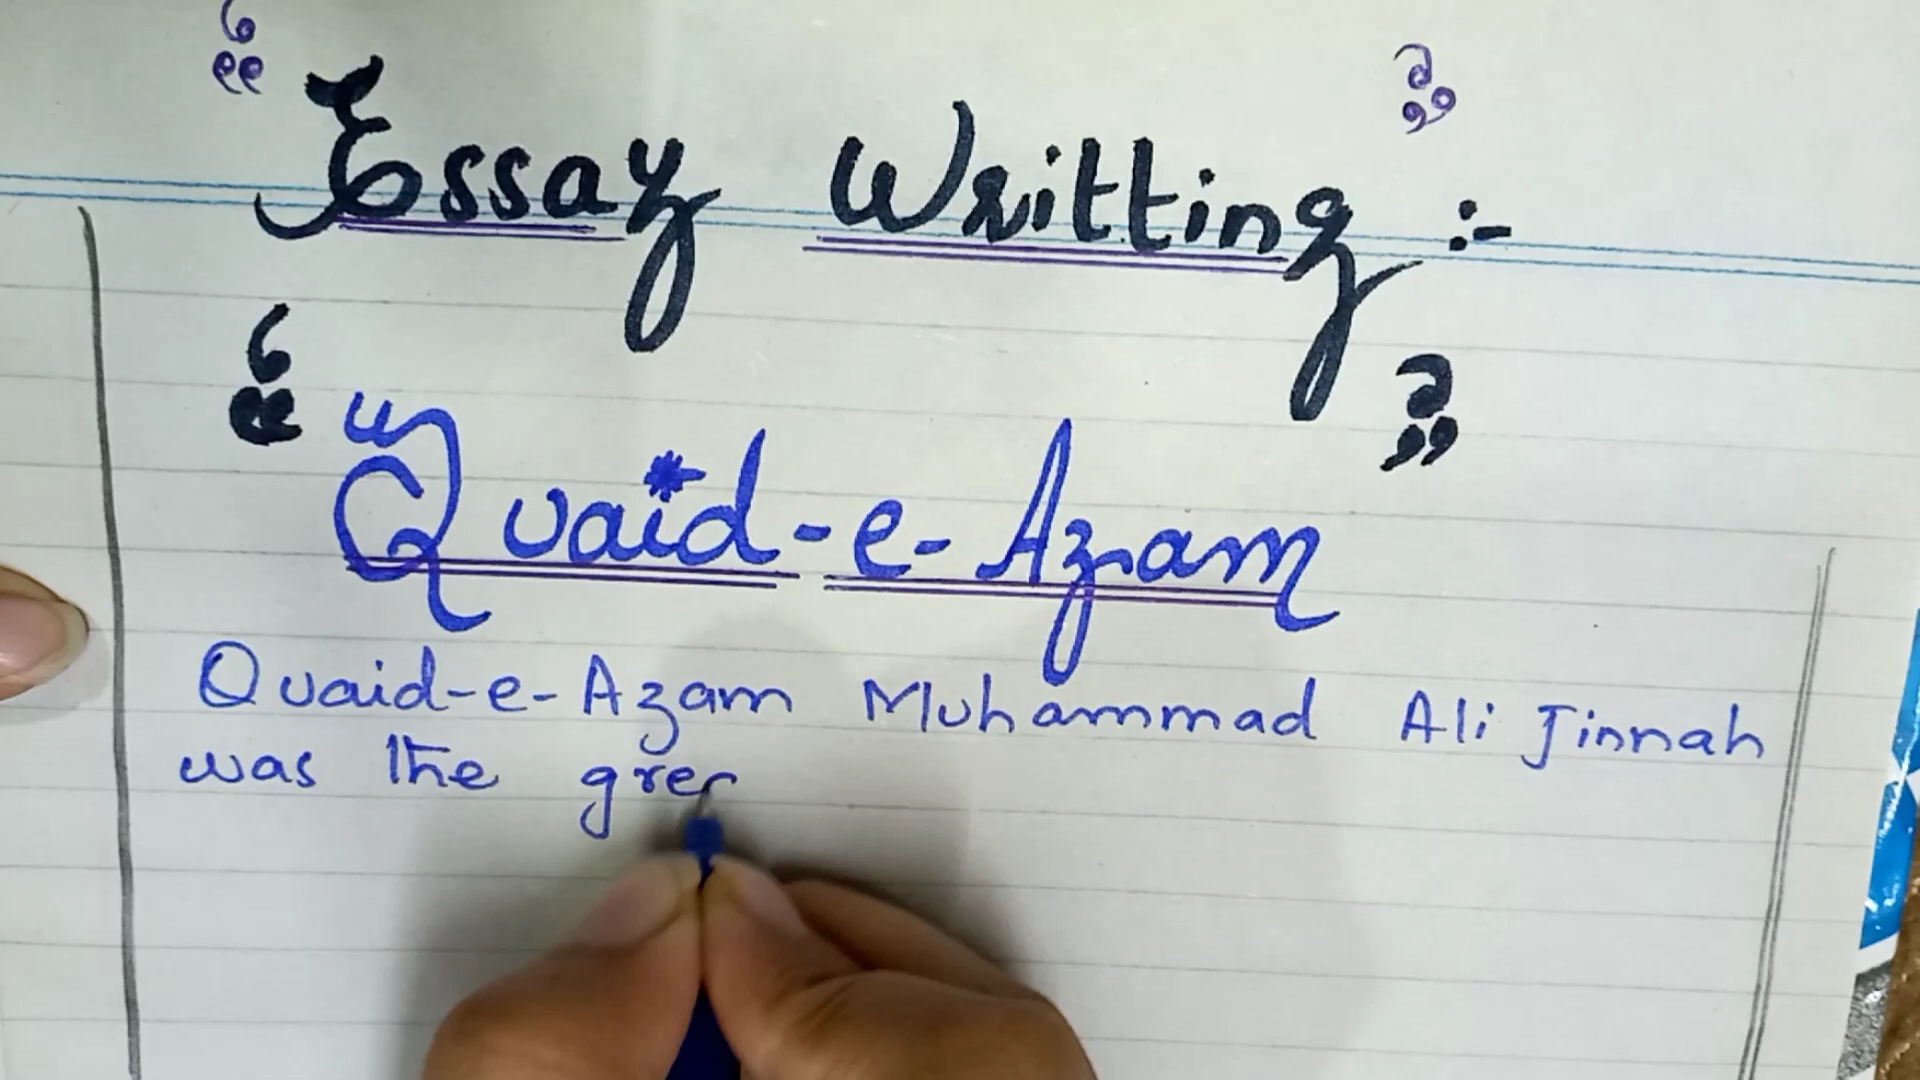 Essay Writting :-
Quaid-e-Azam
Quaid-e-Azam Muhammad Ali Jinnah
was the